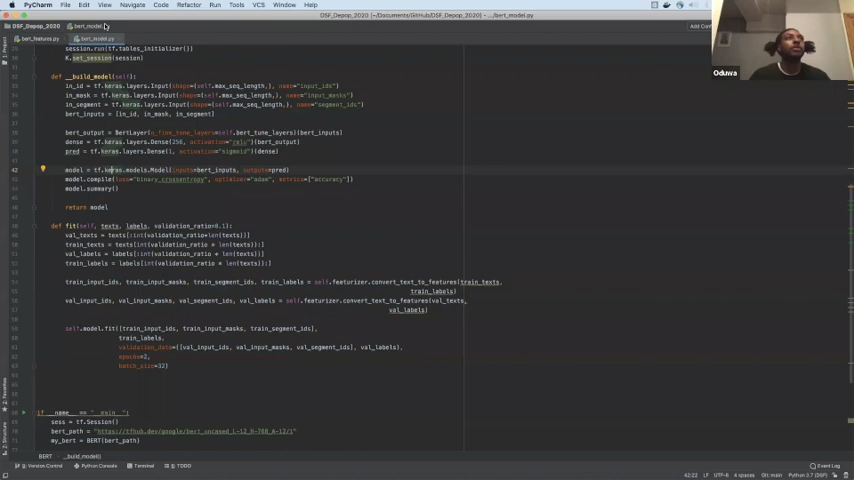 PyCharm File Edit View Navigate Code Refactor Run Tools VCS Window Help
DSF_Depop_2020 [~/Documents/GitHub/DSF_Depop_2020] - .../bert_model.py
DSF_Depop_2020 bert_model. Add Con
bert_features.py bert_model.py
session.run(tf.tables_initializer())
K.set_session(session)
def __build_model(self):
in_id = tf.keras.layers.Input(shape=(self.max_seq_length,), name="input_ids")
in_mask = tf.keras.layers.Input(shape=(self.max_seq_length,), name="input_masks")
in_segment = tf.keras.layers.Input(shape=(self.max_seq_length,), name="segment_ids")
bert_inputs = [in_id, in_mask, in_segment]
bert_output = BertLayer(n_fine_tune_layers=self.bert_tune_layers)(bert_inputs)
dense = tf.keras.layers.Dense(256, activation="relu")(bert_output)
pred = tf.keras.layers.Dense(1, activation="sigmoid")(dense)
42 model = tf.keras.models.Model(inputs=bert_inputs, outputs=pred)
model.compile(loss="binary_crossentropy", optimizer="adam", metrics=["accuracy"])
model.summary()
return model
def fit(self, texts, labels, validation_ratio=0.1):
val_texts = texts[:int(validation_ratio*len(texts))]
train_texts = texts[int(validation_ratio * len(texts)):]
val_labels = labels[:int(validation_ratio * len(texts))]
train_labels = labels[int(validation_ratio * len(texts)):]
train_input_ids, train_input_masks, train_segment_ids, train_labels = self.featurizer.convert_text_to_features(train_texts,
train_labels)
val_input_ids, val_input_masks, val_segment_ids, val_labels = self.featurizer.convert_text_to_features(val_texts,
val_labels)
self.model.fit([train_input_ids, train_input_masks, train_segment_ids],
train_labels,
validation_data=([val_input_ids, val_input_masks, val_segment_ids], val_labels),
epochs=2,
batch_size=32)
if __name__ == "__main__":
sess = tf.Session()
bert_path = "https://tfhub.dev/google/bert_uncased_L-12_H-768_A-12/1"
my_bert = BERT(bert_path)
BERT __build_model()
9: Version Control Python Console Terminal 6: TODO Event Log
42:22 LF UTF-8 4 spaces Git: main Python 3.7 (DSF_Depop_2020)
Oduwa